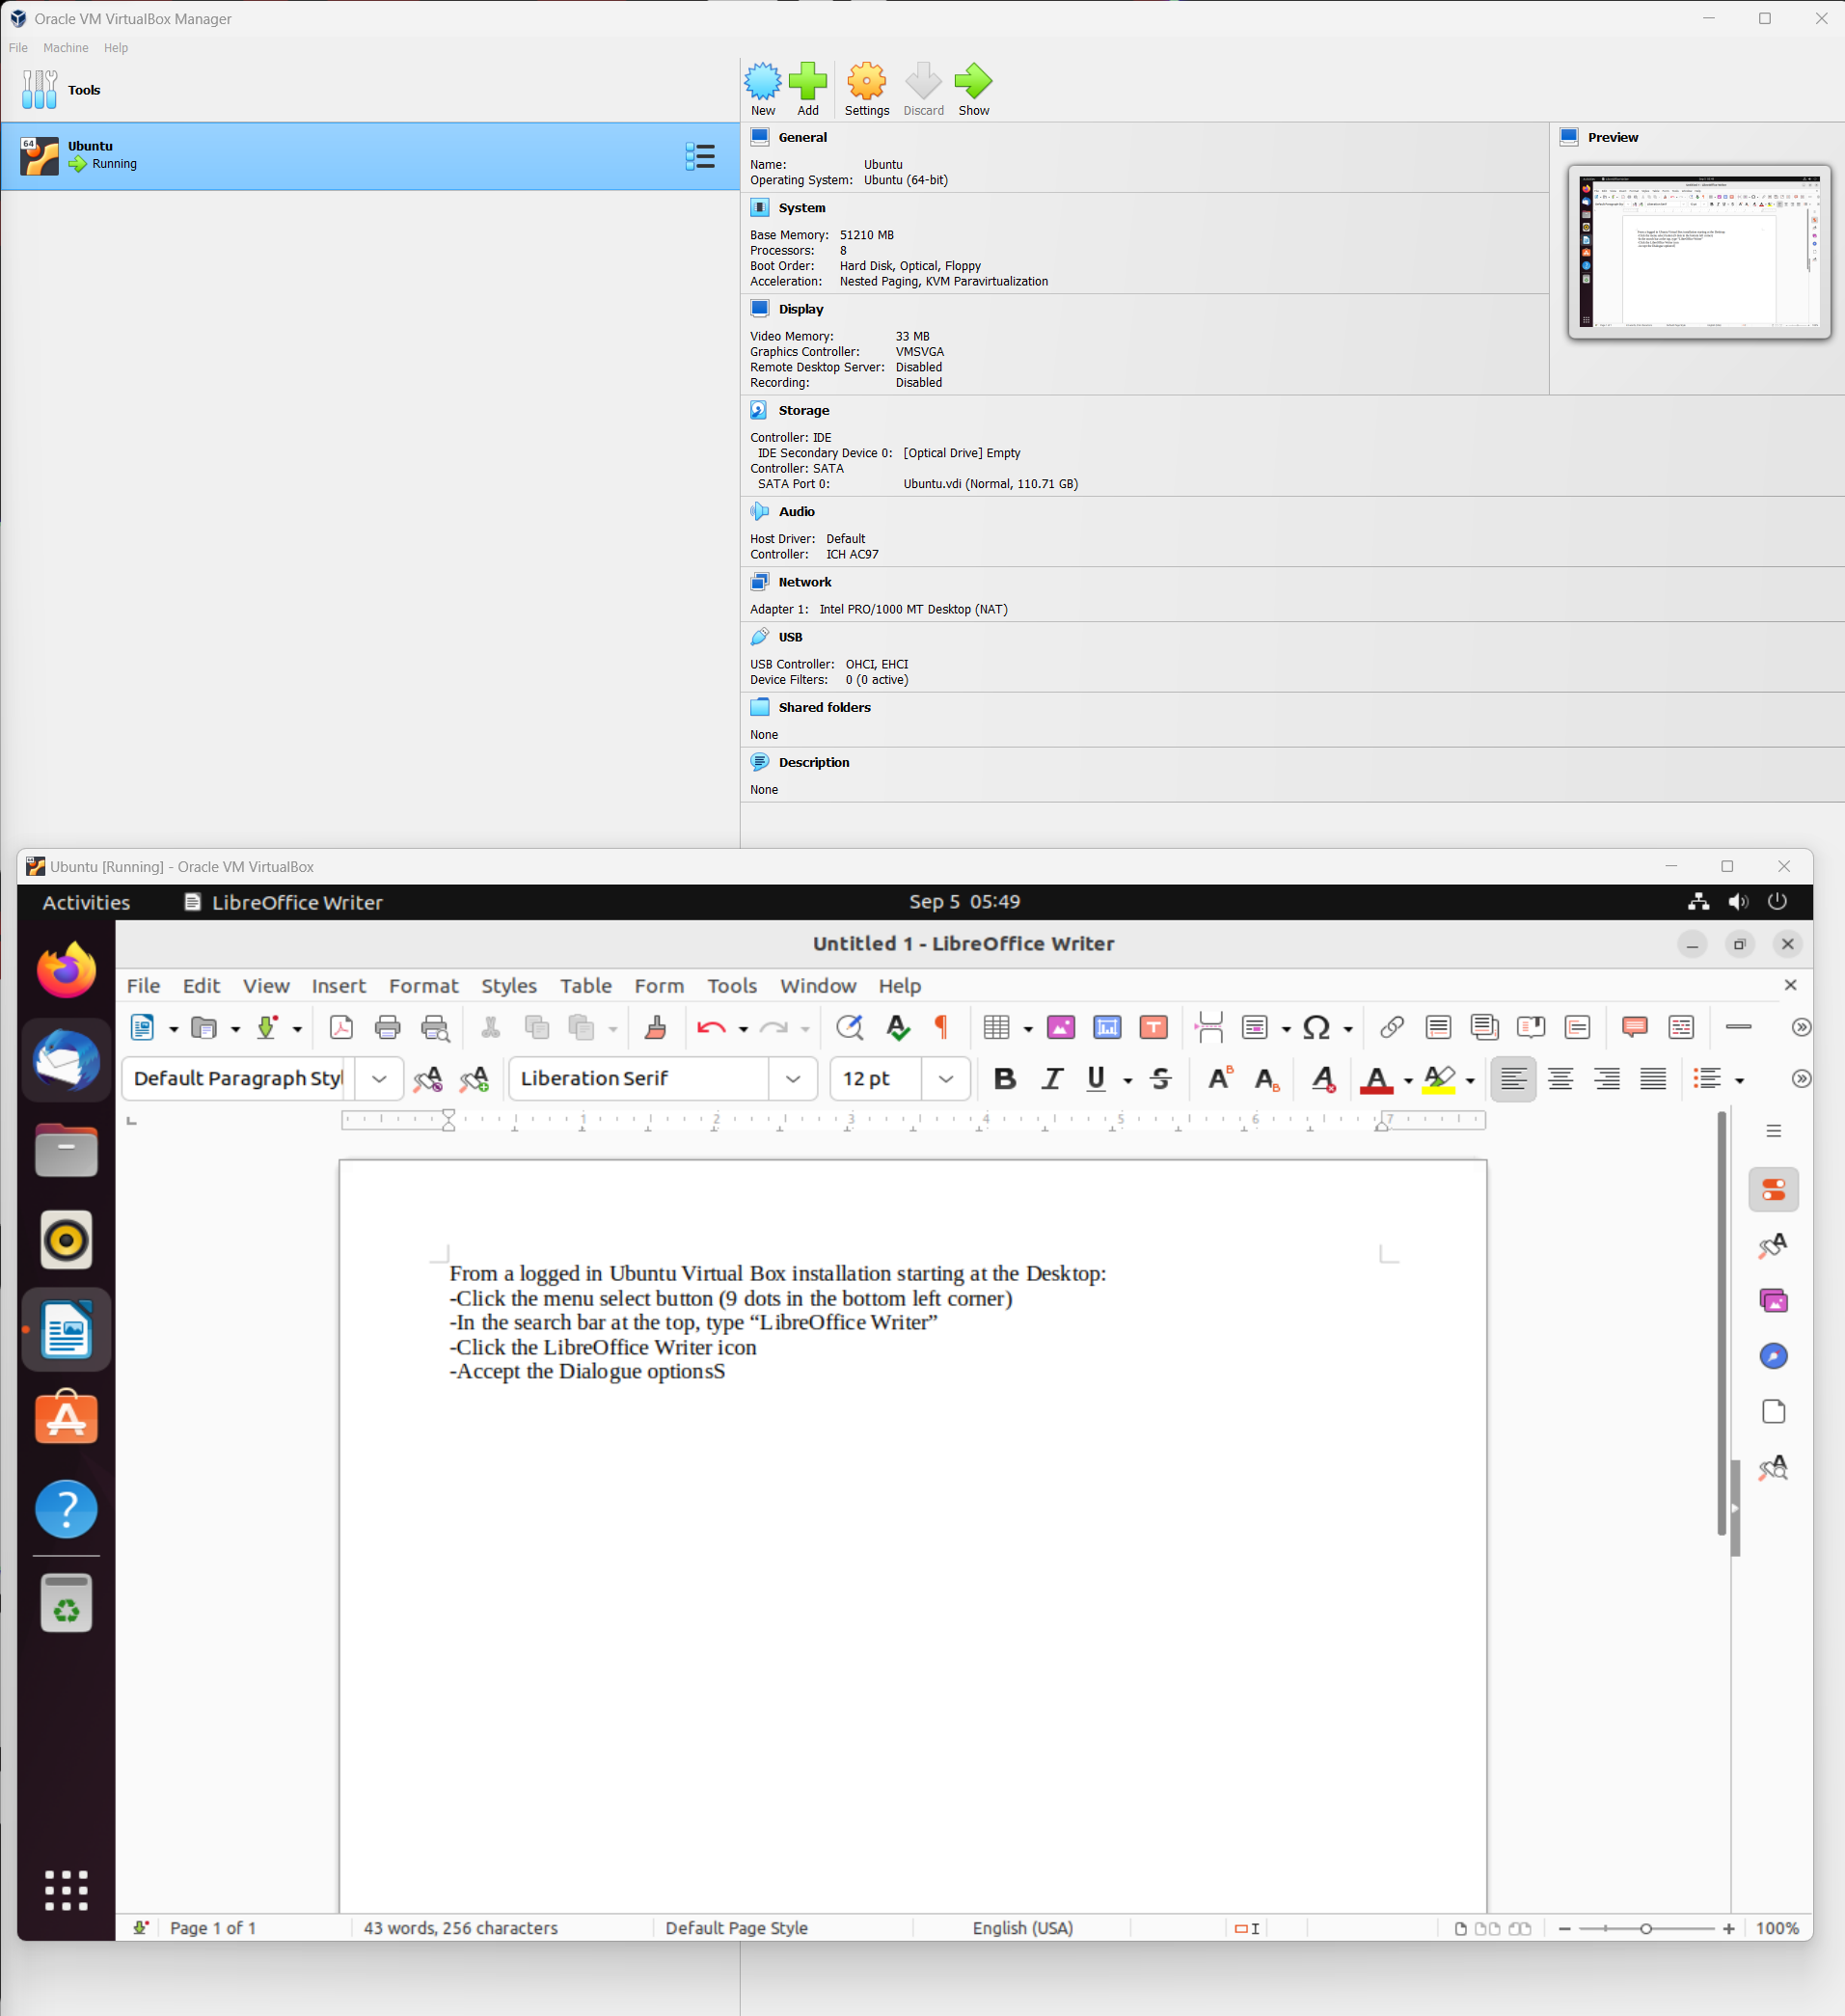 Oracle VM VirtualBox Manager
File Machine Help
Tools
New Add Settings Discard Show
64
Ubuntu
Running
General
Name: Ubuntu
Operating System: Ubuntu (64-bit)
Preview
System
Base Memory: 51210 MB
Processors: 8
Boot Order: Hard Disk, Optical, Floppy
Acceleration: Nested Paging, KVM Paravirtualization
Display
Video Memory: 33 MB
Graphics Controller: VMSVGA
Remote Desktop Server: Disabled
Recording: Disabled
Storage
Controller: IDE
IDE Secondary Device 0: [Optical Drive] Empty
Controller: SATA
SATA Port 0: Ubuntu.vdi (Normal, 110.71 GB)
Audio
Host Driver: Default
Controller: ICH AC97
Network
Adapter 1: Intel PRO/1000 MT Desktop (NAT)
USB
USB Controller: OHCI, EHCI
Device Filters: 0 (0 active)
Shared folders
None
Description
None
Ubuntu [Running] - Oracle VM VirtualBox
Activities LibreOffice Writer Sep 5 05:49
Untitled 1 - LibreOffice Writer
File Edit View Insert Format Styles Table Form Tools Window Help
Default Paragraph Styl Liberation Serif 12 pt
1 2 3 4 5 6 7
From a logged in Ubuntu Virtual Box installation starting at the Desktop:
-Click the menu select button (9 dots in the bottom left corner)
-In the search bar at the top, type “LibreOffice Writer”
-Click the LibreOffice Writer icon
-Accept the Dialogue optionsS
Page 1 of 1 43 words, 256 characters Default Page Style English (USA) 100%